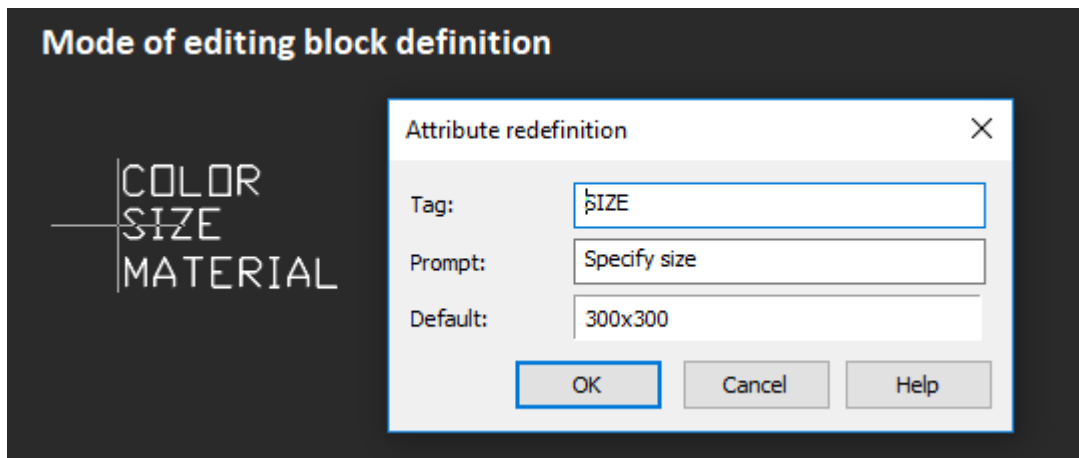 Mode of editing block definition
COLOR
SIZE
MATERIAL
Attribute redefinition
Tag: SIZE
Prompt: Specify size
Default: 300x300
OK Cancel Help